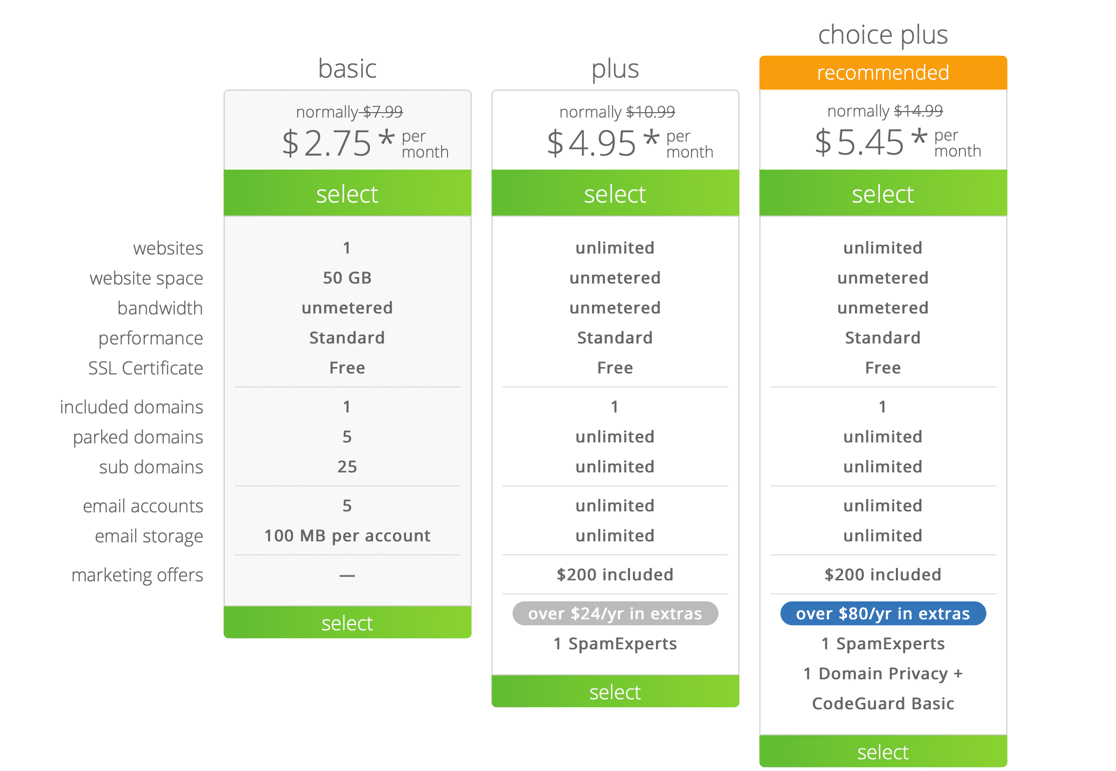 choice plus
basic
plus
recommended
normally $7.99
$2.75* per month
normally $10.99
$4.95* per month
normally $14.99
$5.45* per month
select select select
websites 1 unlimited unlimited
website space 50 GB unmetered unmetered
bandwidth unmetered unmetered unmetered
performance Standard Standard Standard
SSL Certificate Free Free Free
included domains 1 1 1
parked domains 5 unlimited unlimited
sub domains 25 unlimited unlimited
email accounts 5 unlimited unlimited
email storage 100 MB per account unlimited unlimited
marketing offers — $200 included $200 included
select over $24/yr in extras over $80/yr in extras
1 SpamExperts 1 SpamExperts
1 Domain Privacy +
select CodeGuard Basic
select